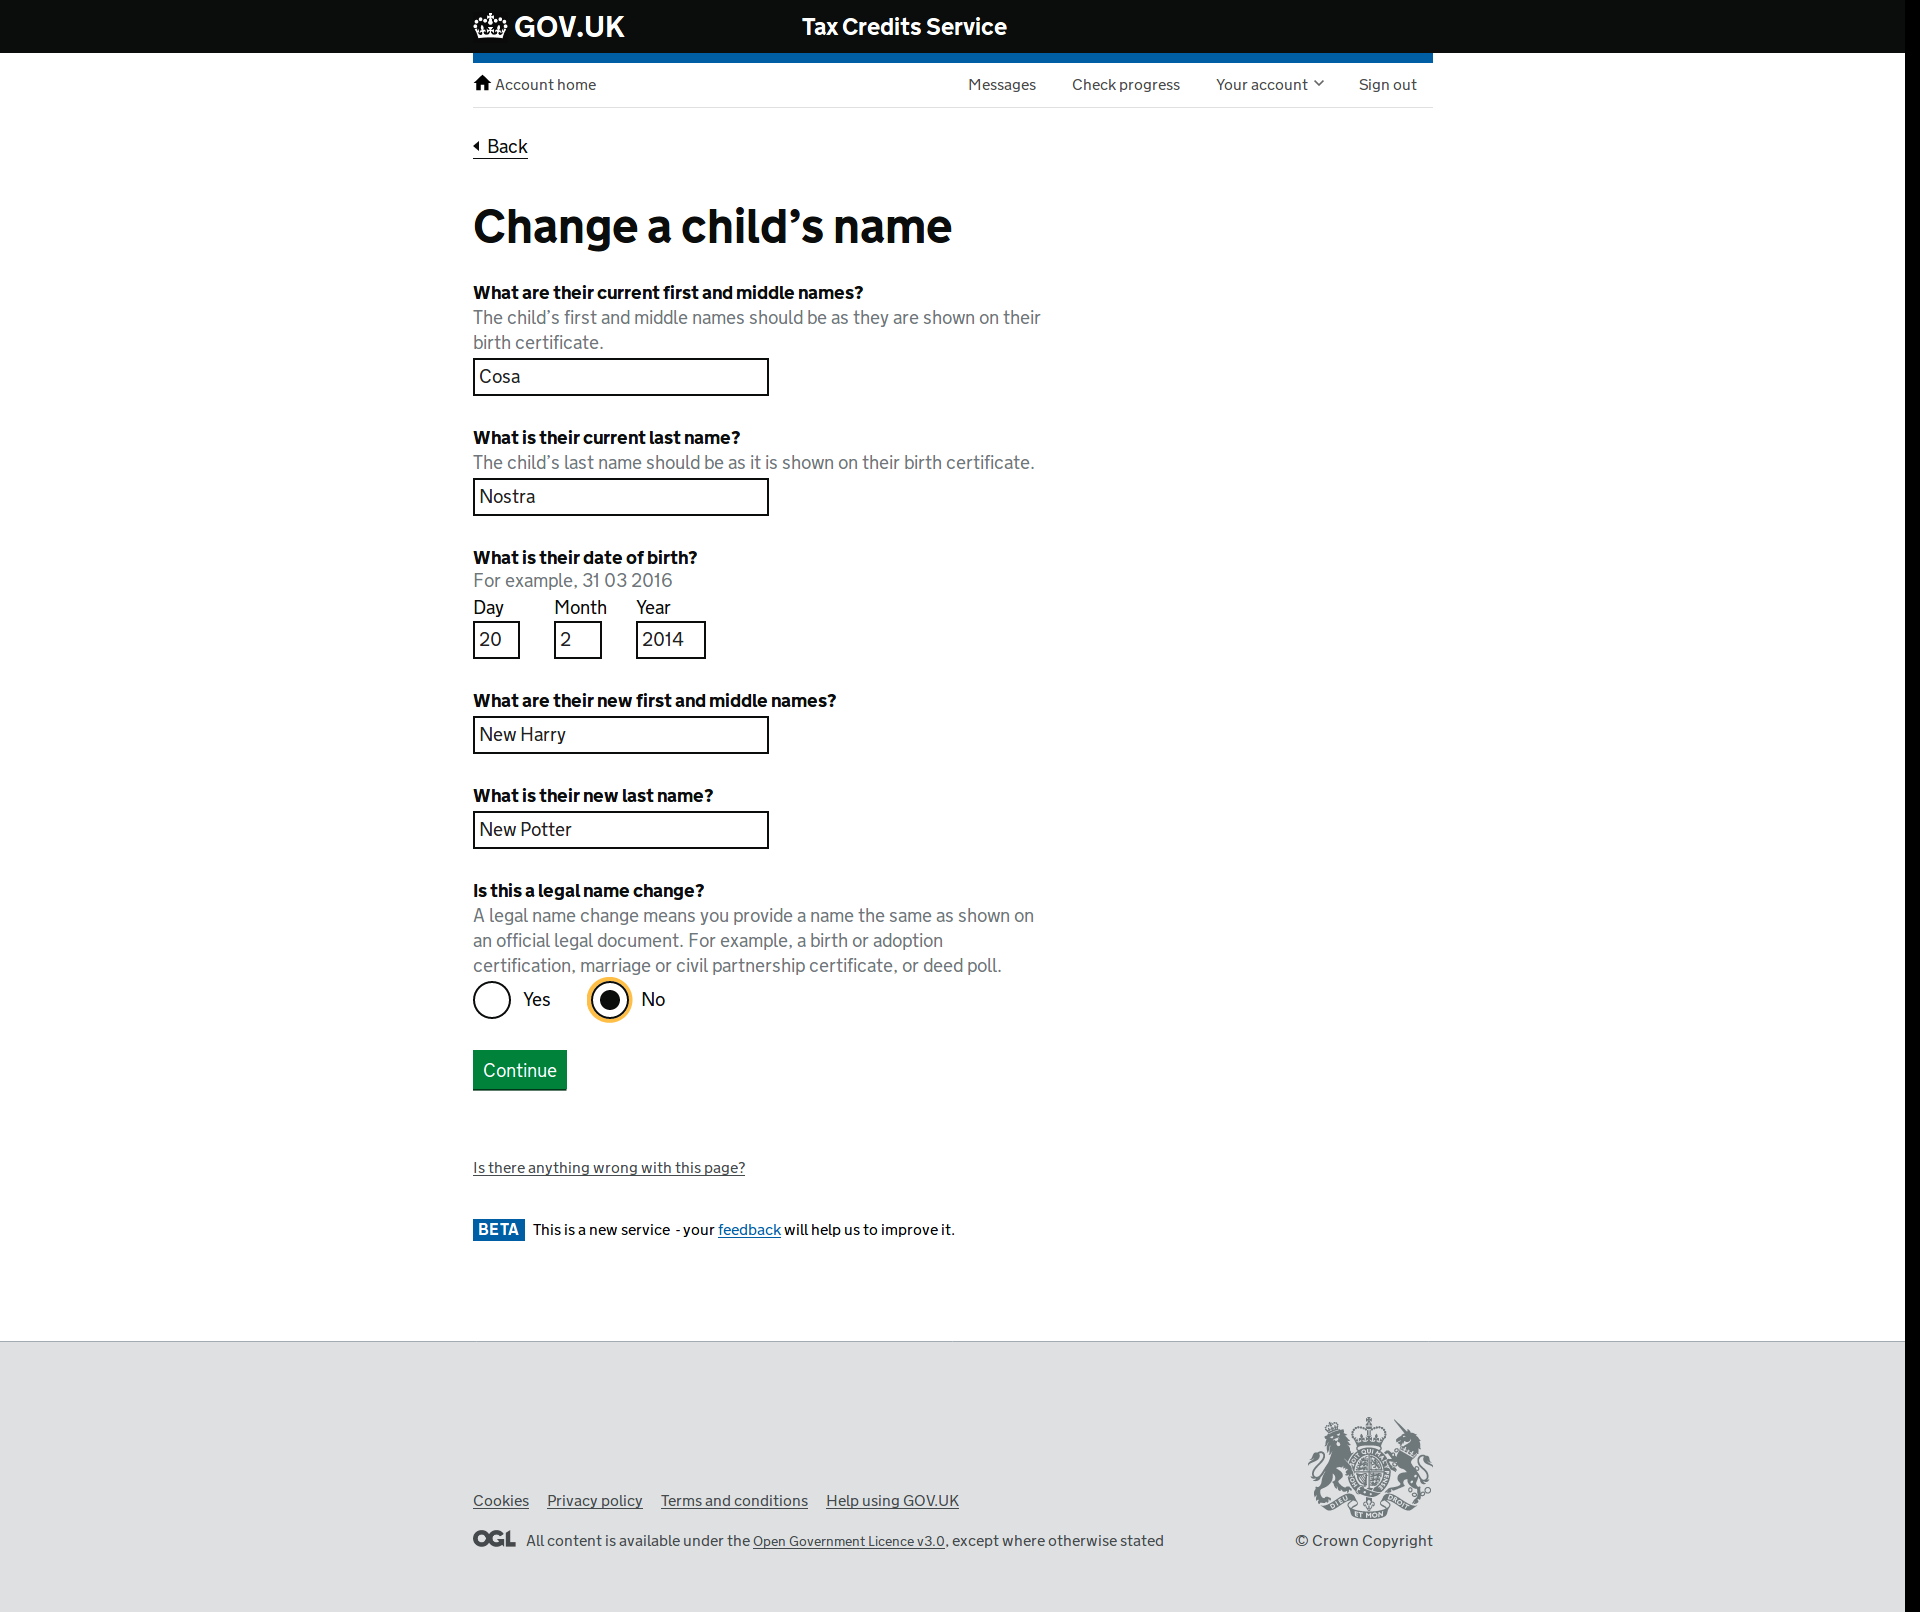 GOV.UK
Tax Credits Service
Account home
Messages
Check progress
Your account
Sign out
Back
Change a child’s name
What are their current first and middle names?
The child’s first and middle names should be as they are shown on their
birth certificate.
Cosa
What is their current last name?
The child’s last name should be as it is shown on their birth certificate.
Nostra
What is their date of birth?
For example, 31 03 2016
Day
Month
Year
20
2
2014
What are their new first and middle names?
New Harry
What is their new last name?
New Potter
Is this a legal name change?
A legal name change means you provide a name the same as shown on
an official legal document. For example, a birth or adoption
certification, marriage or civil partnership certificate, or deed poll.
Yes
No
Continue
Is there anything wrong with this page?
BETA
This is a new service - your feedback will help us to improve it.
Cookies
Privacy policy
Terms and conditions
Help using GOV.UK
OGL
All content is available under the Open Government Licence v3.0, except where otherwise stated
DIEU ET MON DROIT
© Crown Copyright